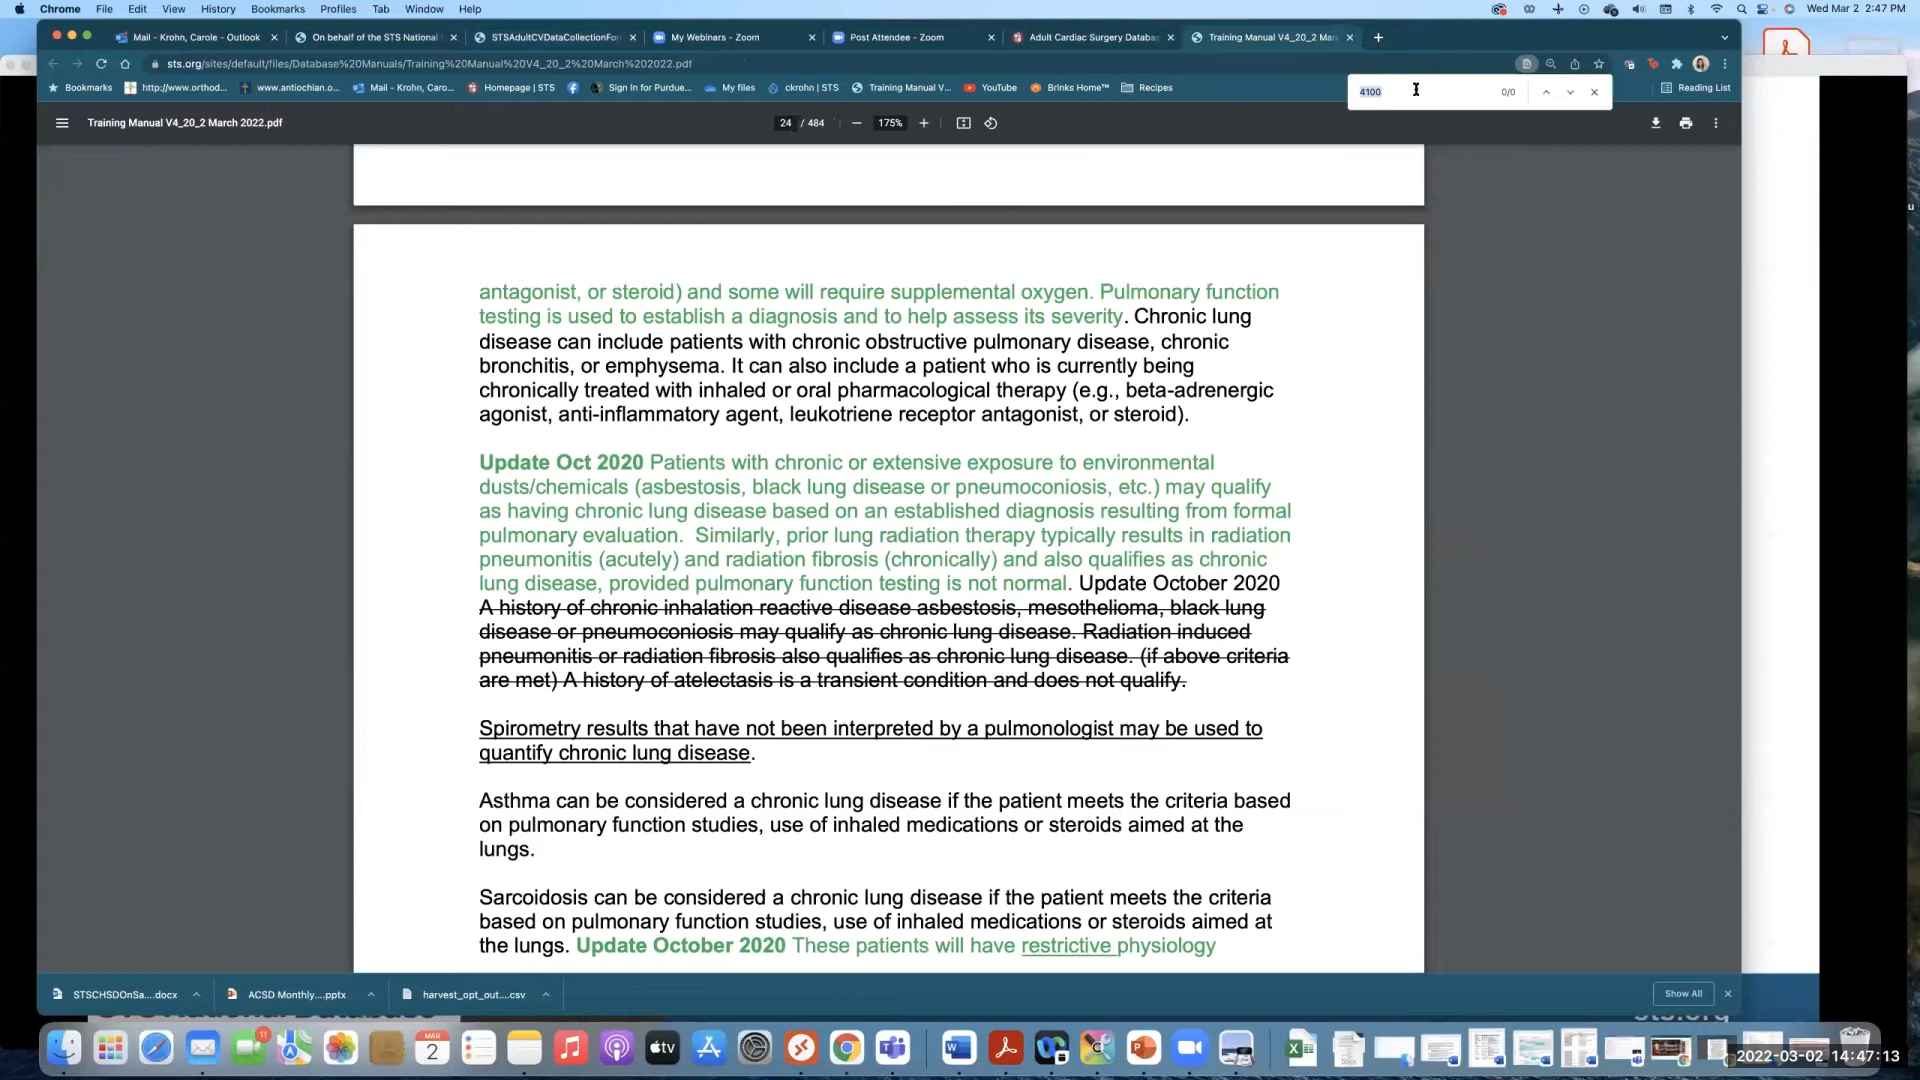 Chrome File Edit View History Bookmarks Profiles Tab Window Help Wed Mar 2 2:47 PM
Mail - Krohn, Carole - Outlook On behalf of the STS National STSAdultCVDataCollectionFor My Webinars - Zoom Post Attendee - Zoom Adult Cardiac Surgery Databas Training Manual V4_20_2 Mar
sts.org/sites/default/files/Database%20Manuals/Training%20Manual%20V4_20_2%20March%202022.pdf
Bookmarks http://www.orthod... www.antiochian.o... Mail - Krohn, Caro... Homepage | STS Sign In for Purdue... My files ckrohn | STS Training Manual V... YouTube Brinks Home™ Recipes Reading List
4100 0/0
Training Manual V4_20_2 March 2022.pdf 24 / 484 175%
antagonist, or steroid) and some will require supplemental oxygen. Pulmonary function
testing is used to establish a diagnosis and to help assess its severity. Chronic lung
disease can include patients with chronic obstructive pulmonary disease, chronic
bronchitis, or emphysema. It can also include a patient who is currently being
chronically treated with inhaled or oral pharmacological therapy (e.g., beta-adrenergic
agonist, anti-inflammatory agent, leukotriene receptor antagonist, or steroid).
Update Oct 2020 Patients with chronic or extensive exposure to environmental
dusts/chemicals (asbestosis, black lung disease or pneumoconiosis, etc.) may qualify
as having chronic lung disease based on an established diagnosis resulting from formal
pulmonary evaluation. Similarly, prior lung radiation therapy typically results in radiation
pneumonitis (acutely) and radiation fibrosis (chronically) and also qualifies as chronic
lung disease, provided pulmonary function testing is not normal. Update October 2020
A history of chronic inhalation reactive disease asbestosis, mesothelioma, black lung
disease or pneumoconiosis may qualify as chronic lung disease. Radiation induced
pneumonitis or radiation fibrosis also qualifies as chronic lung disease. (if above criteria
are met) A history of atelectasis is a transient condition and does not qualify.
Spirometry results that have not been interpreted by a pulmonologist may be used to
quantify chronic lung disease.
Asthma can be considered a chronic lung disease if the patient meets the criteria based
on pulmonary function studies, use of inhaled medications or steroids aimed at the
lungs.
Sarcoidosis can be considered a chronic lung disease if the patient meets the criteria
based on pulmonary function studies, use of inhaled medications or steroids aimed at
the lungs. Update October 2020 These patients will have restrictive physiology
STSCHSDOnSa....docx ACSD Monthly....pptx harvest_opt_out....csv Show All
sts.org
11
MAR
2
tv
2022-03-02 14:47:13